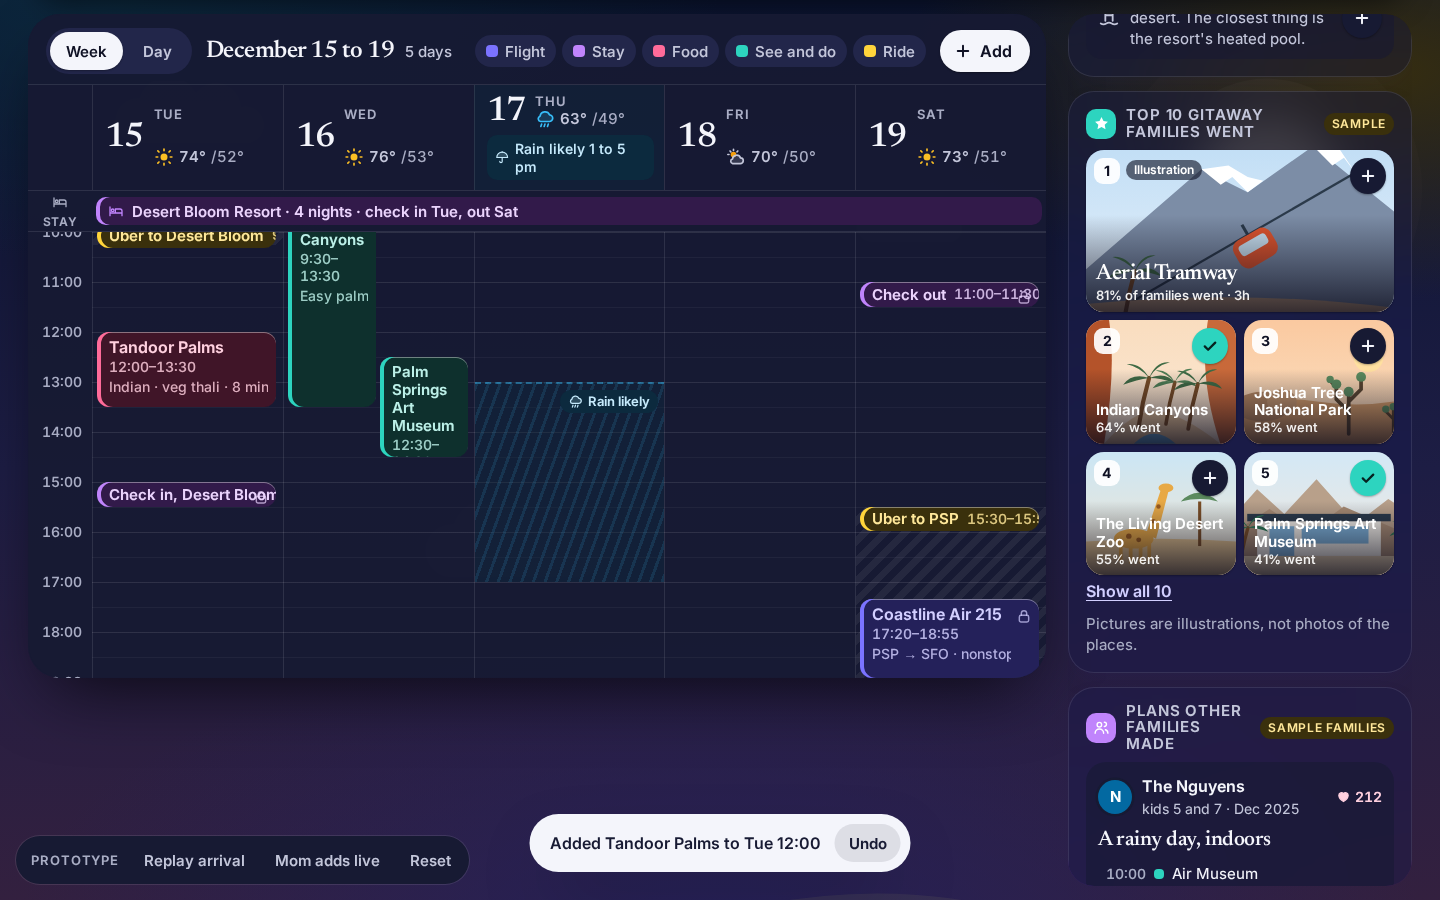 Week
Day
December 15 to 19 5 days
Flight
Stay
Food
See and do
Ride
+ Add
desert. The closest thing is
the resort's heated pool.
15 TUE
74° /52°
16 WED
76° /53°
17 THU
63° /49°
Rain likely 1 to 5
pm
18 FRI
70° /50°
19 SAT
73° /51°
STAY
Desert Bloom Resort · 4 nights · check in Tue, out Sat
10:00
11:00
12:00
13:00
14:00
15:00
16:00
17:00
18:00
Uber to Desert Bloom
Tandoor Palms
12:00–13:30
Indian · veg thali · 8 min
Check in, Desert Bloom
Canyons
9:30–
13:30
Easy palm
Palm
Springs
Art
Museum
12:30–
Rain likely
Check out 11:00–11:30
Uber to PSP 15:30–15:5
Coastline Air 215
17:20–18:55
PSP → SFO · nonstop
TOP 10 GITAWAY
FAMILIES WENT
SAMPLE
1
Illustration
Aerial Tramway
81% of families went · 3h
2
Indian Canyons
64% went
3
Joshua Tree
National Park
58% went
4
The Living Desert
Zoo
55% went
5
Palm Springs Art
Museum
41% went
Show all 10
Pictures are illustrations, not photos of the
places.
PLANS OTHER
FAMILIES
MADE
SAMPLE FAMILIES
N
The Nguyens
kids 5 and 7 · Dec 2025
212
A rainy day, indoors
10:00 Air Museum
PROTOTYPE
Replay arrival
Mom adds live
Reset
Added Tandoor Palms to Tue 12:00
Undo